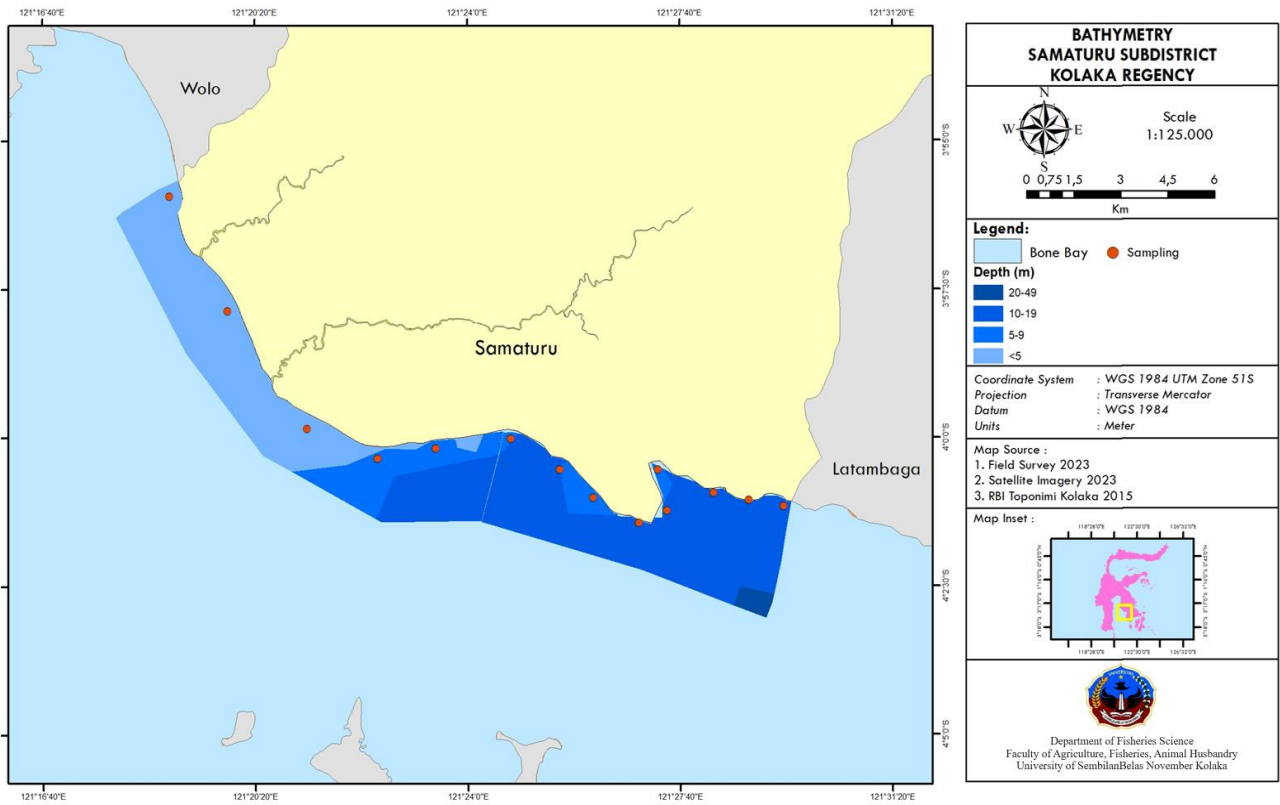 121°16'40"E 121°20'20"E 121°24'0"E 121°27'40"E 121°31'20"E
Wolo
Samaturu
Latambaga
3°55'0"S
3°57'30"S
4°0'0"S
4°2'30"S
4°5'0"S
121°16'40"E 121°20'20"E 121°24'0"E 121°27'40"E 121°31'20"E
BATHYMETRY
SAMATURU SUBDISTRICT
KOLAKA REGENCY
N
W E
S
Scale
1:125.000
0 0,75 1,5 3 4,5 6
Km
Legend:
Bone Bay Sampling
Depth (m)
20-49
10-19
5-9
<5
Coordinate System : WGS 1984 UTM Zone 51S
Projection : Transverse Mercator
Datum : WGS 1984
Units : Meter
Map Source :
1. Field Survey 2023
2. Satellite Imagery 2023
3. RBI Toponimi Kolaka 2015
Map Inset :
Department of Fisheries Science
Faculty of Agriculture, Fisheries, Animal Husbandry
University of SembilanBelas November Kolaka